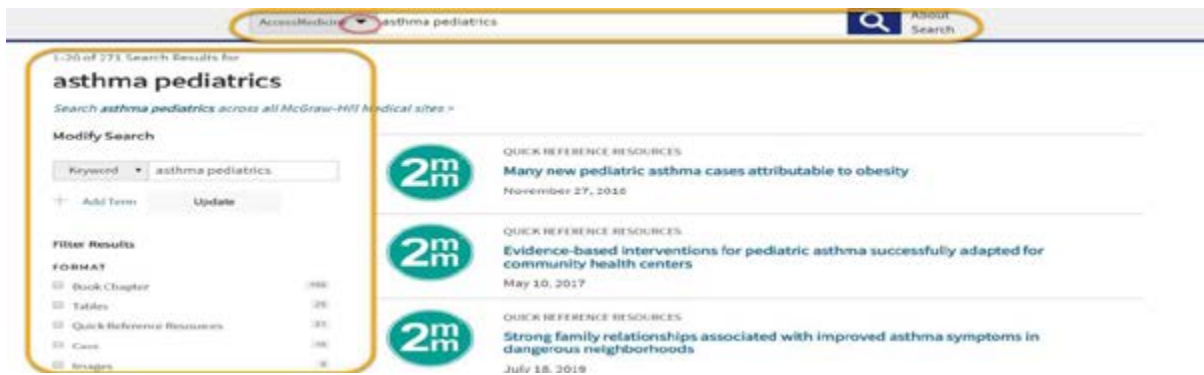 AccessMedicine asthma pediatrics About
Search
1-20 of 271 Search Results for
asthma pediatrics
Search asthma pediatrics across all McGraw-Hill Medical sites »
Modify Search
Keyword asthma pediatrics
+ Add Term Update
Filter Results
FORMAT
Book Chapter
Tables
Quick Reference Resources
Case
Images
2mm
QUICK REFERENCE RESOURCES
Many new pediatric asthma cases attributable to obesity
November 27, 2018
2mm
QUICK REFERENCE RESOURCES
Evidence-based interventions for pediatric asthma successfully adapted for
community health centers
May 10, 2017
2mm
QUICK REFERENCE RESOURCES
Strong family relationships associated with improved asthma symptoms in
dangerous neighborhoods
July 18, 2019